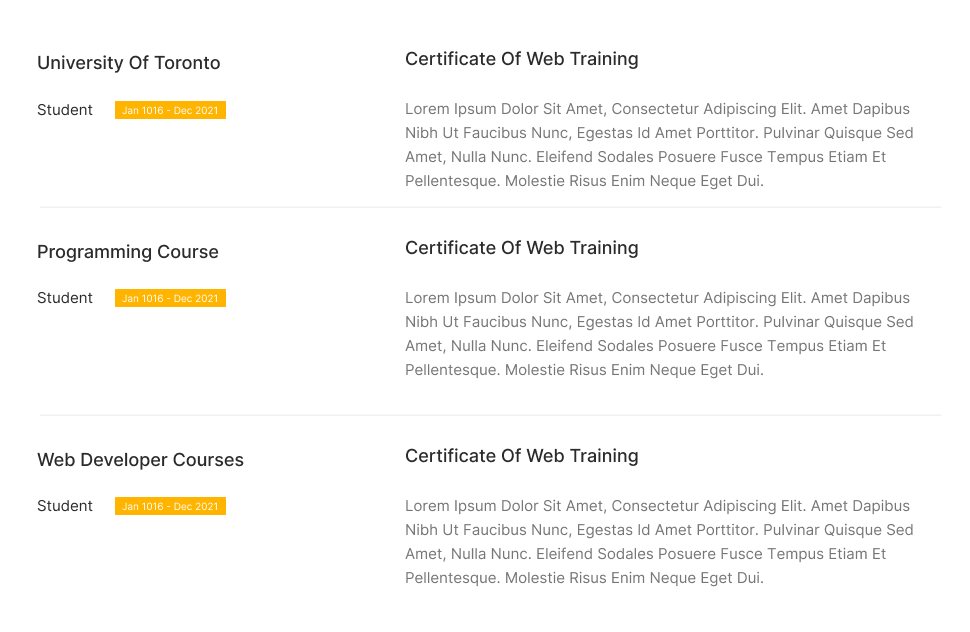 University Of Toronto
Student Jan 1016 - Dec 2021
Certificate Of Web Training
Lorem Ipsum Dolor Sit Amet, Consectetur Adipiscing Elit. Amet Dapibus
Nibh Ut Faucibus Nunc, Egestas Id Amet Porttitor. Pulvinar Quisque Sed
Amet, Nulla Nunc. Eleifend Sodales Posuere Fusce Tempus Etiam Et
Pellentesque. Molestie Risus Enim Neque Eget Dui.
Programming Course
Student Jan 1016 - Dec 2021
Certificate Of Web Training
Lorem Ipsum Dolor Sit Amet, Consectetur Adipiscing Elit. Amet Dapibus
Nibh Ut Faucibus Nunc, Egestas Id Amet Porttitor. Pulvinar Quisque Sed
Amet, Nulla Nunc. Eleifend Sodales Posuere Fusce Tempus Etiam Et
Pellentesque. Molestie Risus Enim Neque Eget Dui.
Web Developer Courses
Student Jan 1016 - Dec 2021
Certificate Of Web Training
Lorem Ipsum Dolor Sit Amet, Consectetur Adipiscing Elit. Amet Dapibus
Nibh Ut Faucibus Nunc, Egestas Id Amet Porttitor. Pulvinar Quisque Sed
Amet, Nulla Nunc. Eleifend Sodales Posuere Fusce Tempus Etiam Et
Pellentesque. Molestie Risus Enim Neque Eget Dui.